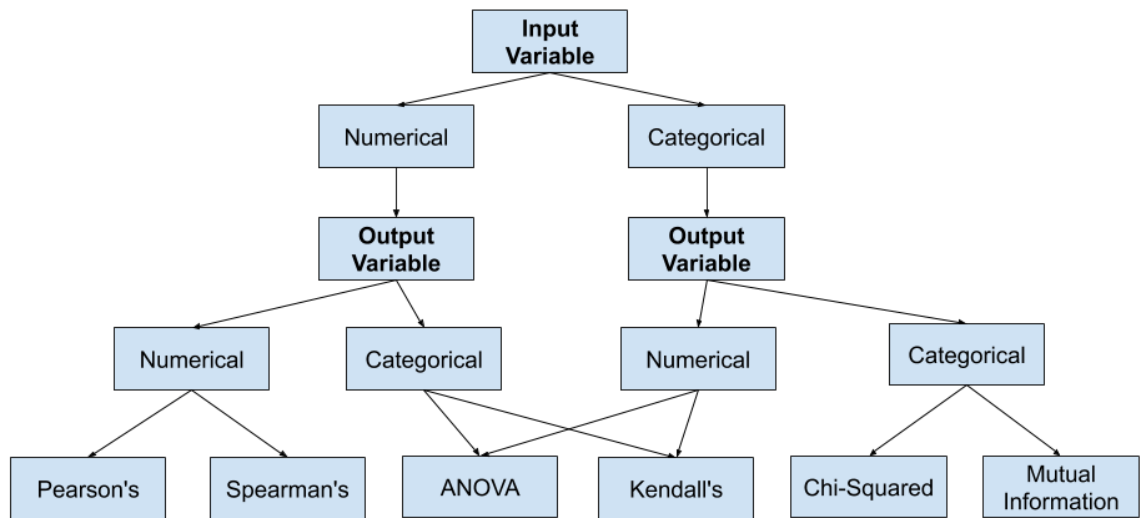 Input
Variable
Numerical
Categorical
Output
Variable
Output
Variable
Numerical
Categorical
Numerical
Categorical
Pearson's
Spearman's
ANOVA
Kendall's
Chi-Squared
Mutual
Information